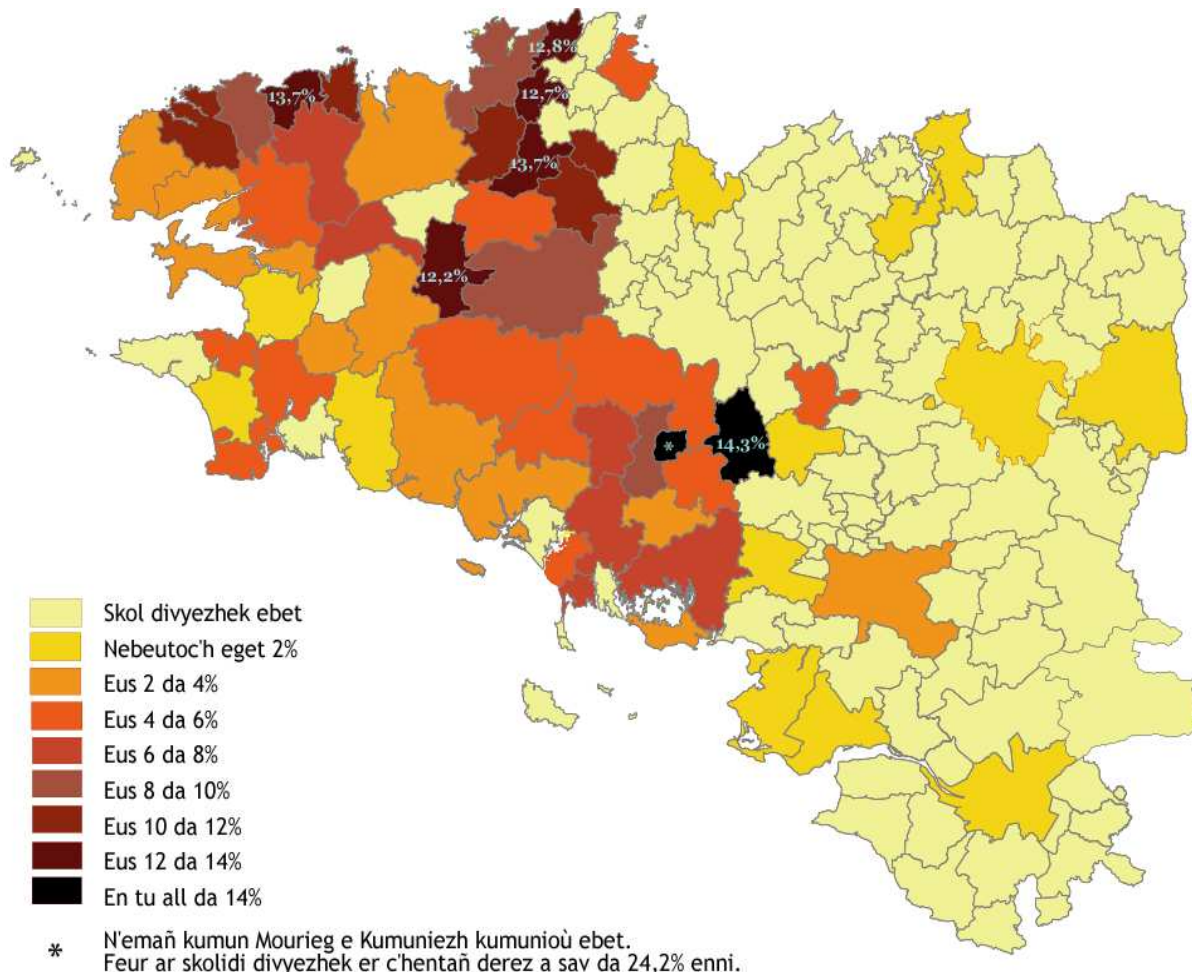 12,8%
13,7%
12,7%
13,7%
12,2%
*
14,3%
Skol divyezhek ebet
Nebeutoc'h eget 2%
Eus 2 da 4%
Eus 4 da 6%
Eus 6 da 8%
Eus 8 da 10%
Eus 10 da 12%
Eus 12 da 14%
En tu all da 14%
* N'emañ kumun Mourieg e Kumuniezh kumunioù ebet.
Feur ar skolidi divyezhek er c'hentañ derez a sav da 24,2% enni.